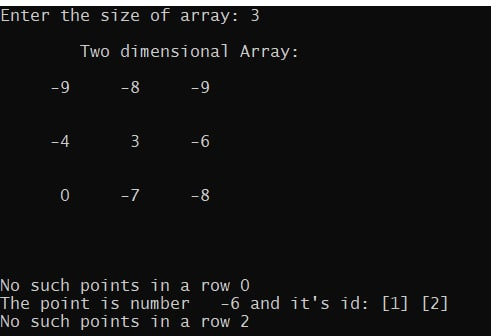 Enter the size of array: 3
Two dimensional Array:
-9 -8 -9
-4 3 -6
0 -7 -8
No such points in a row 0
The point is number -6 and it's id: [1] [2]
No such points in a row 2